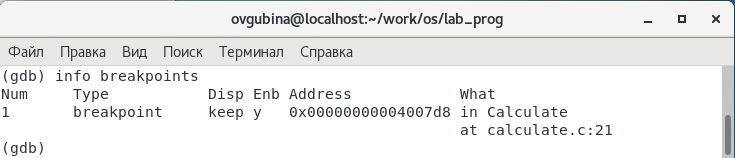 ovgubina@localhost:~/work/os/lab_prog
Файл Правка Вид Поиск Терминал Справка
(gdb) info breakpoints
Num     Type           Disp Enb Address            What
1       breakpoint     keep y   0x00000000004007d8 in Calculate
                                                   at calculate.c:21
(gdb)